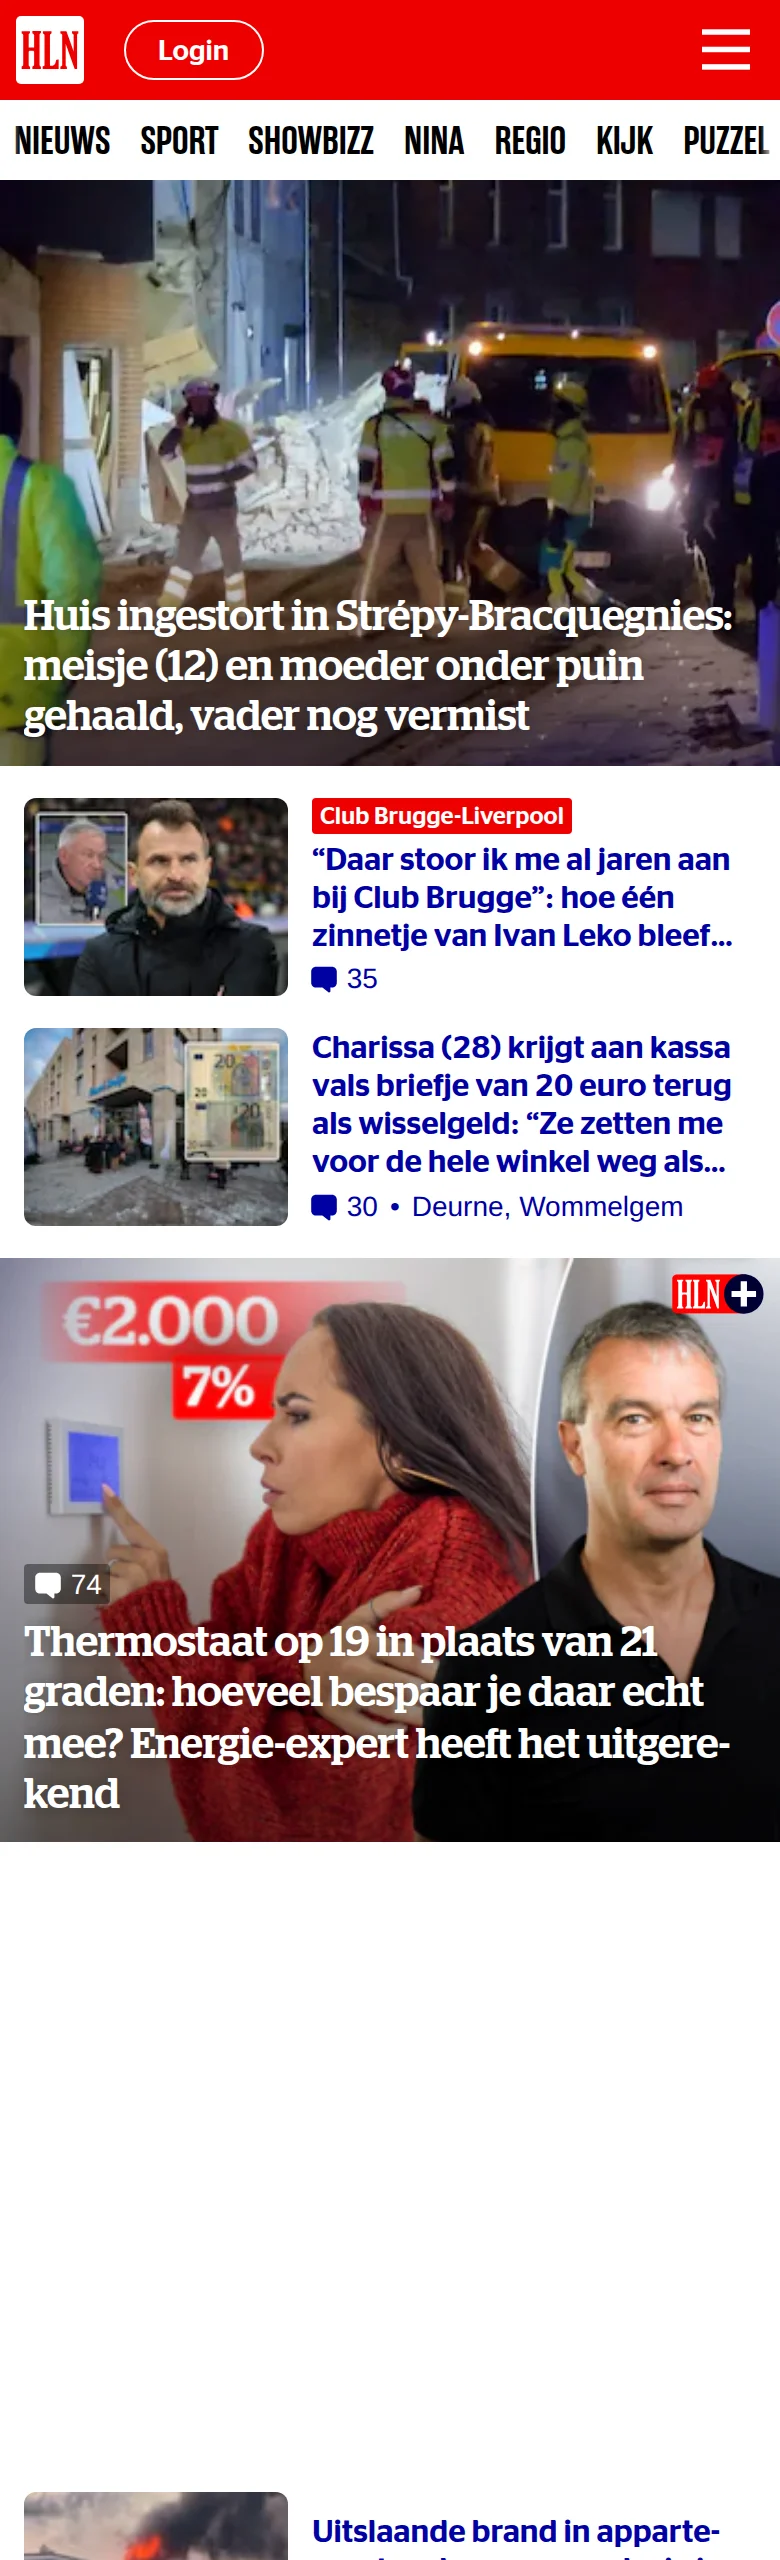 HLN
Login
NIEUWS SPORT SHOWBIZZ NINA REGIO KIJK PUZZEL
Huis ingestort in Strépy-Bracquegnies:
meisje (12) en moeder onder puin
gehaald, vader nog vermist
Club Brugge-Liverpool
“Daar stoor ik me al jaren aan
bij Club Brugge”: hoe één
zinnetje van Ivan Leko bleef...
35
20
20
20
Charissa (28) krijgt aan kassa
vals briefje van 20 euro terug
als wisselgeld: “Ze zetten me
voor de hele winkel weg als...
30 • Deurne, Wommelgem
€2.000
7%
HLN+
74
Thermostaat op 19 in plaats van 21
graden: hoeveel bespaar je daar echt
mee? Energie-expert heeft het uitgere-
kend
Uitslaande brand in apparte-